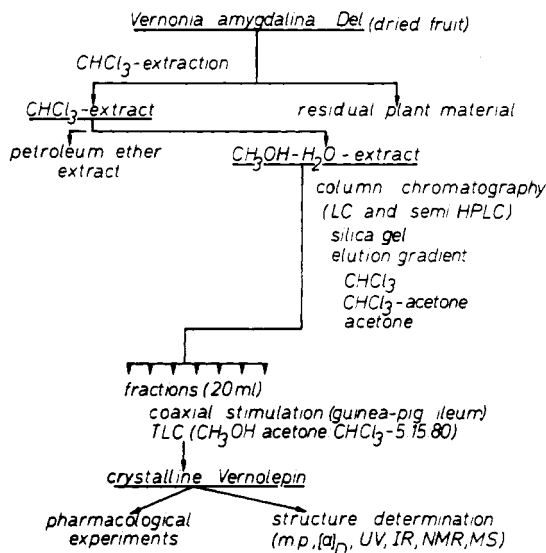 Vernonia amygdalina Del (dried fruit)
CHCl₃-extraction
CHCl₃-extract
residual plant material
petroleum ether
extract
CH₃OH-H₂O-extract
column chromatography
(LC and semi HPLC)
silica gel
elution gradient
CHCl₃
CHCl₃-acetone
acetone
fractions (20ml)
coaxial stimulation (guinea-pig ileum)
TLC (CH₃OH acetone CHCl₃-5.15.80)
crystalline Vernolepin
pharmacological
experiments
structure determination
(m.p,[α]D, UV, IR, NMR, MS)